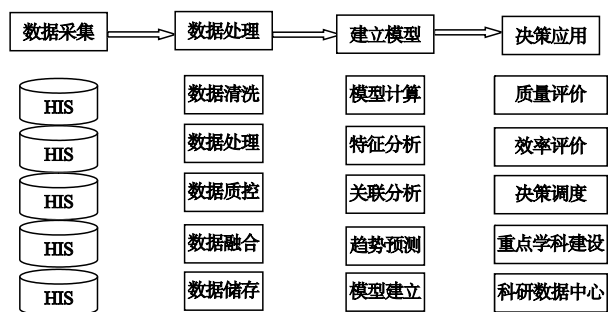 数据采集 数据处理 建立模型 决策应用
HIS 数据清洗 模型计算 质量评价
HIS 数据处理 特征分析 效率评价
HIS 数据质控 关联分析 决策调度
HIS 数据融合 趋势预测 重点学科建设
HIS 数据储存 模型建立 科研数据中心